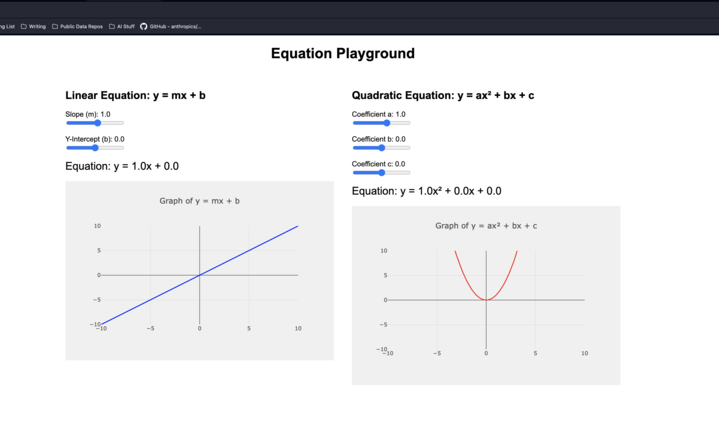 ng List Writing Public Data Repos AI Stuff GitHub - anthropics/...
Equation Playground
Linear Equation: y = mx + b
Slope (m): 1.0
Y-Intercept (b): 0.0
Equation: y = 1.0x + 0.0
Graph of y = mx + b
10
5
0
−5
−10
−10 −5 0 5 10
Quadratic Equation: y = ax² + bx + c
Coefficient a: 1.0
Coefficient b: 0.0
Coefficient c: 0.0
Equation: y = 1.0x² + 0.0x + 0.0
Graph of y = ax² + bx + c
10
5
0
−5
−10
−10 −5 0 5 10